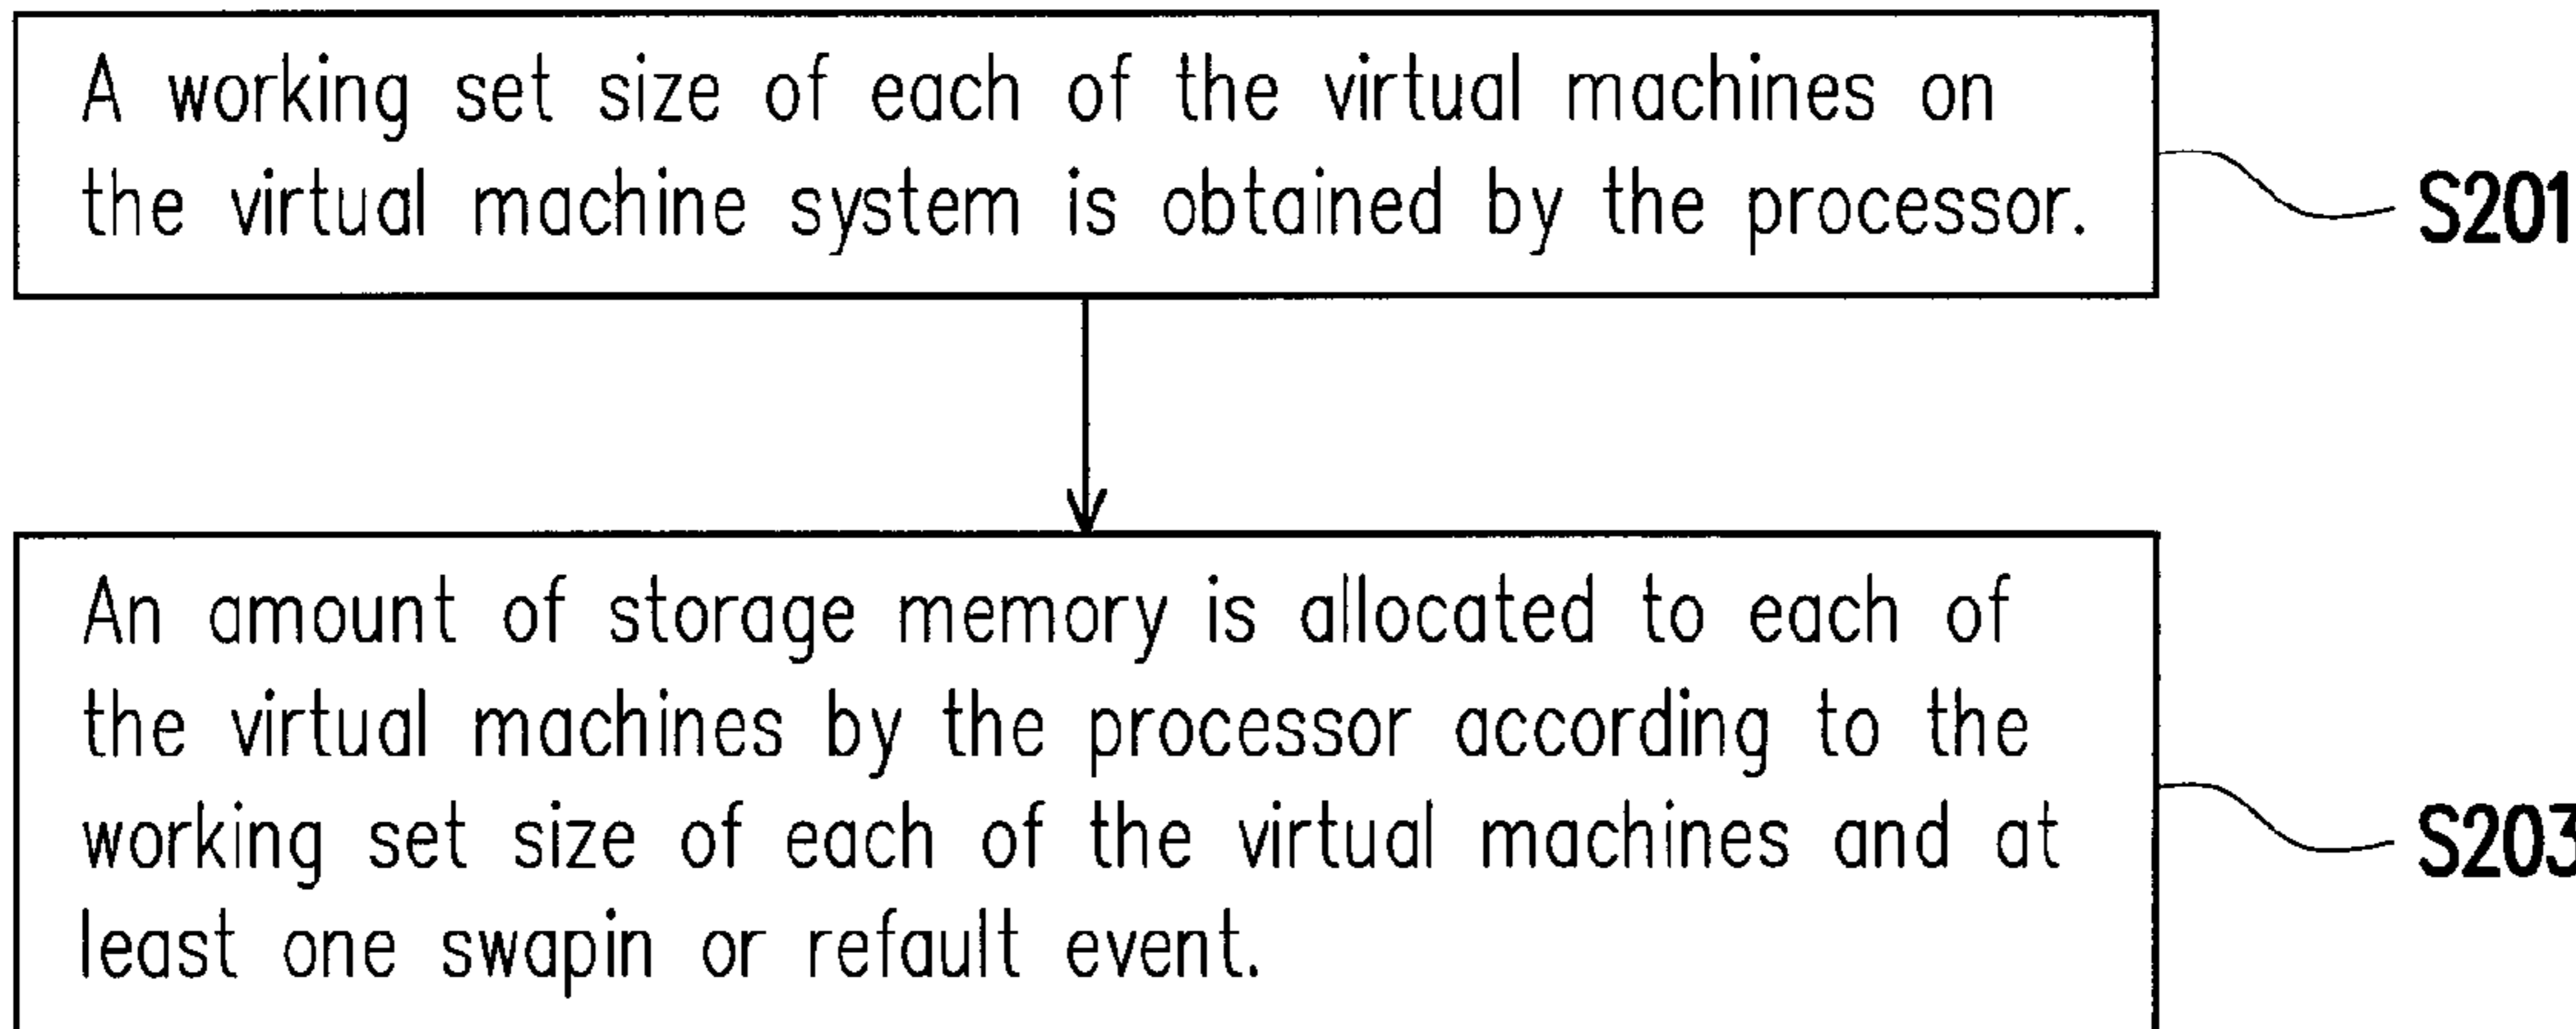 A working set size of each of the virtual machines on
the virtual machine system is obtained by the processor.
S201
An amount of storage memory is allocated to each of
the virtual machines by the processor according to the
working set size of each of the virtual machines and at
least one swapin or refault event.
S203